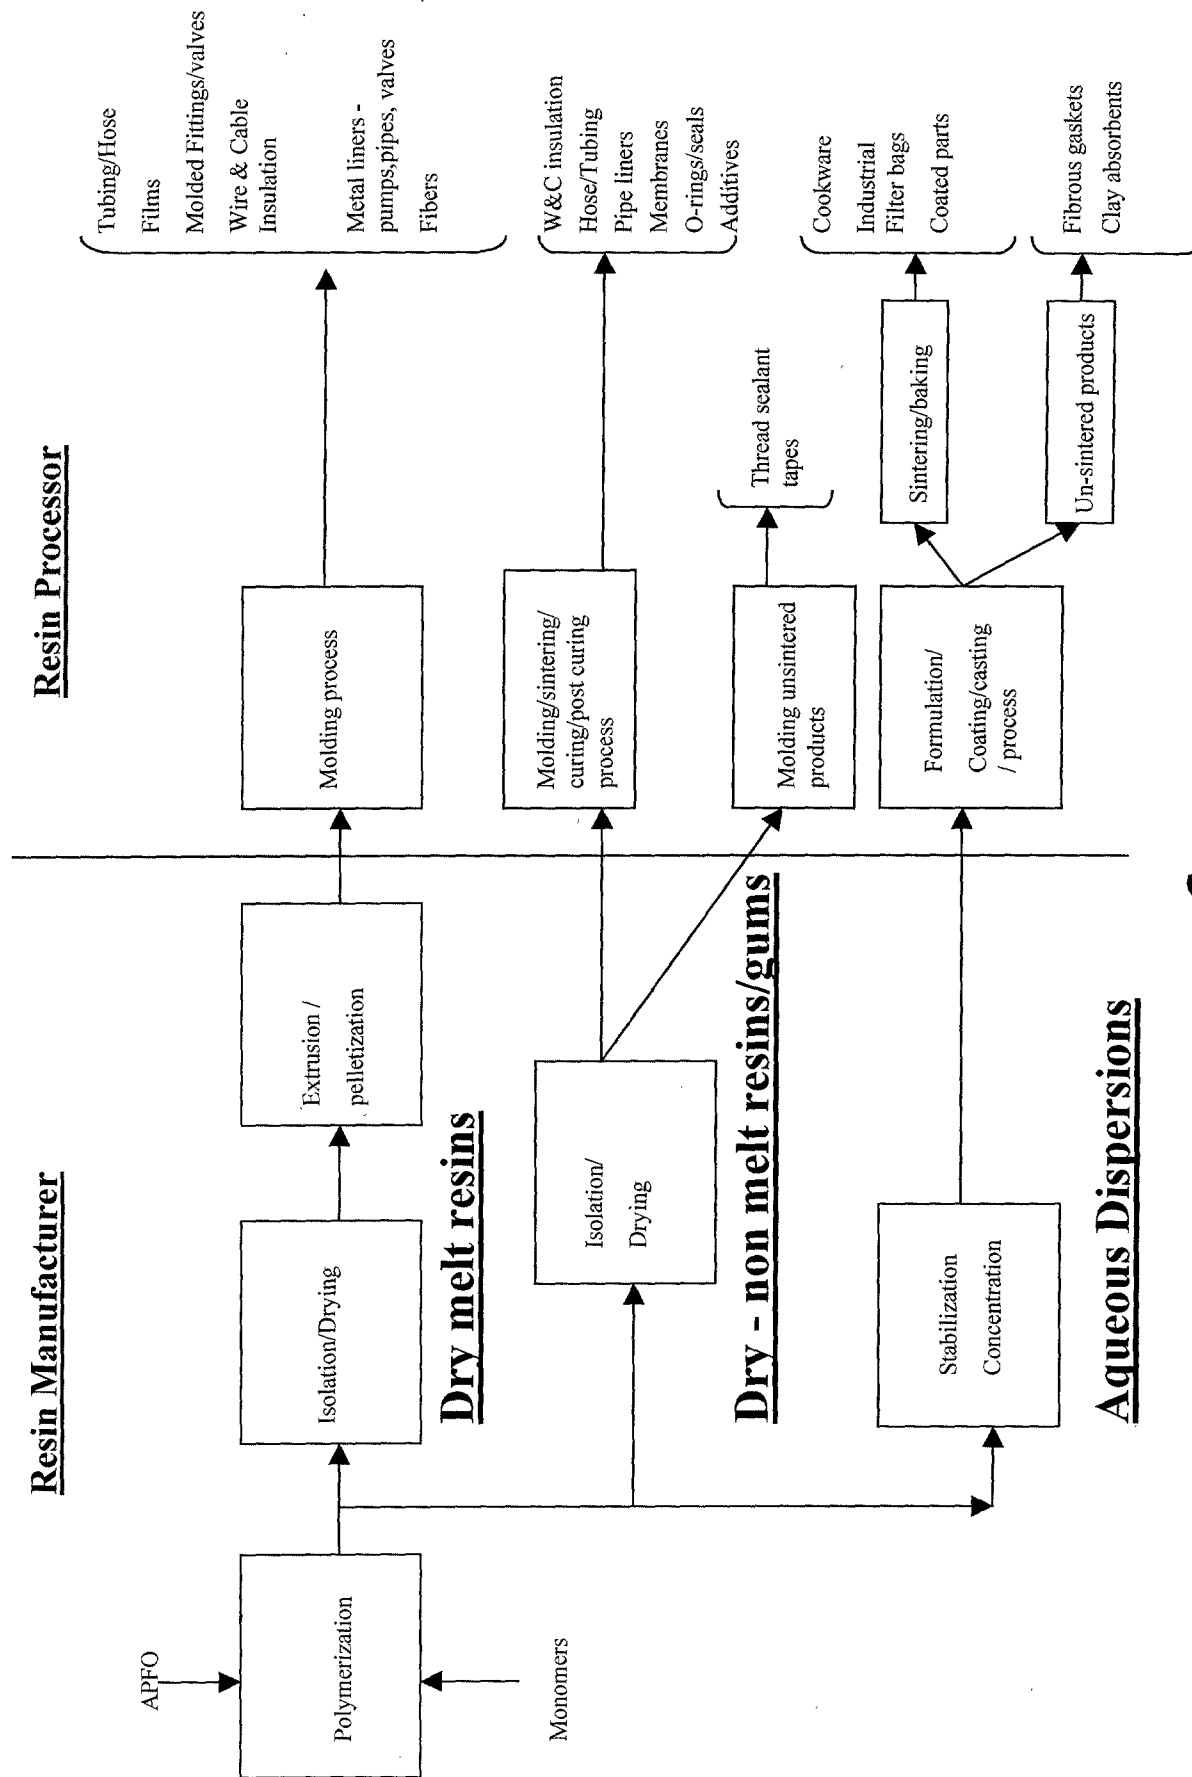 Resin Manufacturer
Resin Processor
APFO
Polymerization
Monomers
Isolation/Drying
Extrusion /
pelletization
Molding process
Tubing/Hose
Films
Molded Fittings/valves
Wire & Cable
Insulation
Metal liners -
pumps,pipes, valves
Fibers
Dry melt resins
Isolation/
Drying
Molding/sintering/
curing/post curing
process
W&C insulation
Hose/Tubing
Pipe liners
Membranes
O-rings/seals
Additives
Molding unsintered
products
Thread sealant
tapes
Dry - non melt resins/gums
Stabilization
Concentration
Formulation/
Coating/casting
/ process
Sintering/baking
Cookware
Industrial
Filter bags
Coated parts
Un-sintered products
Fibrous gaskets
Clay absorbents
Aqueous Dispersions